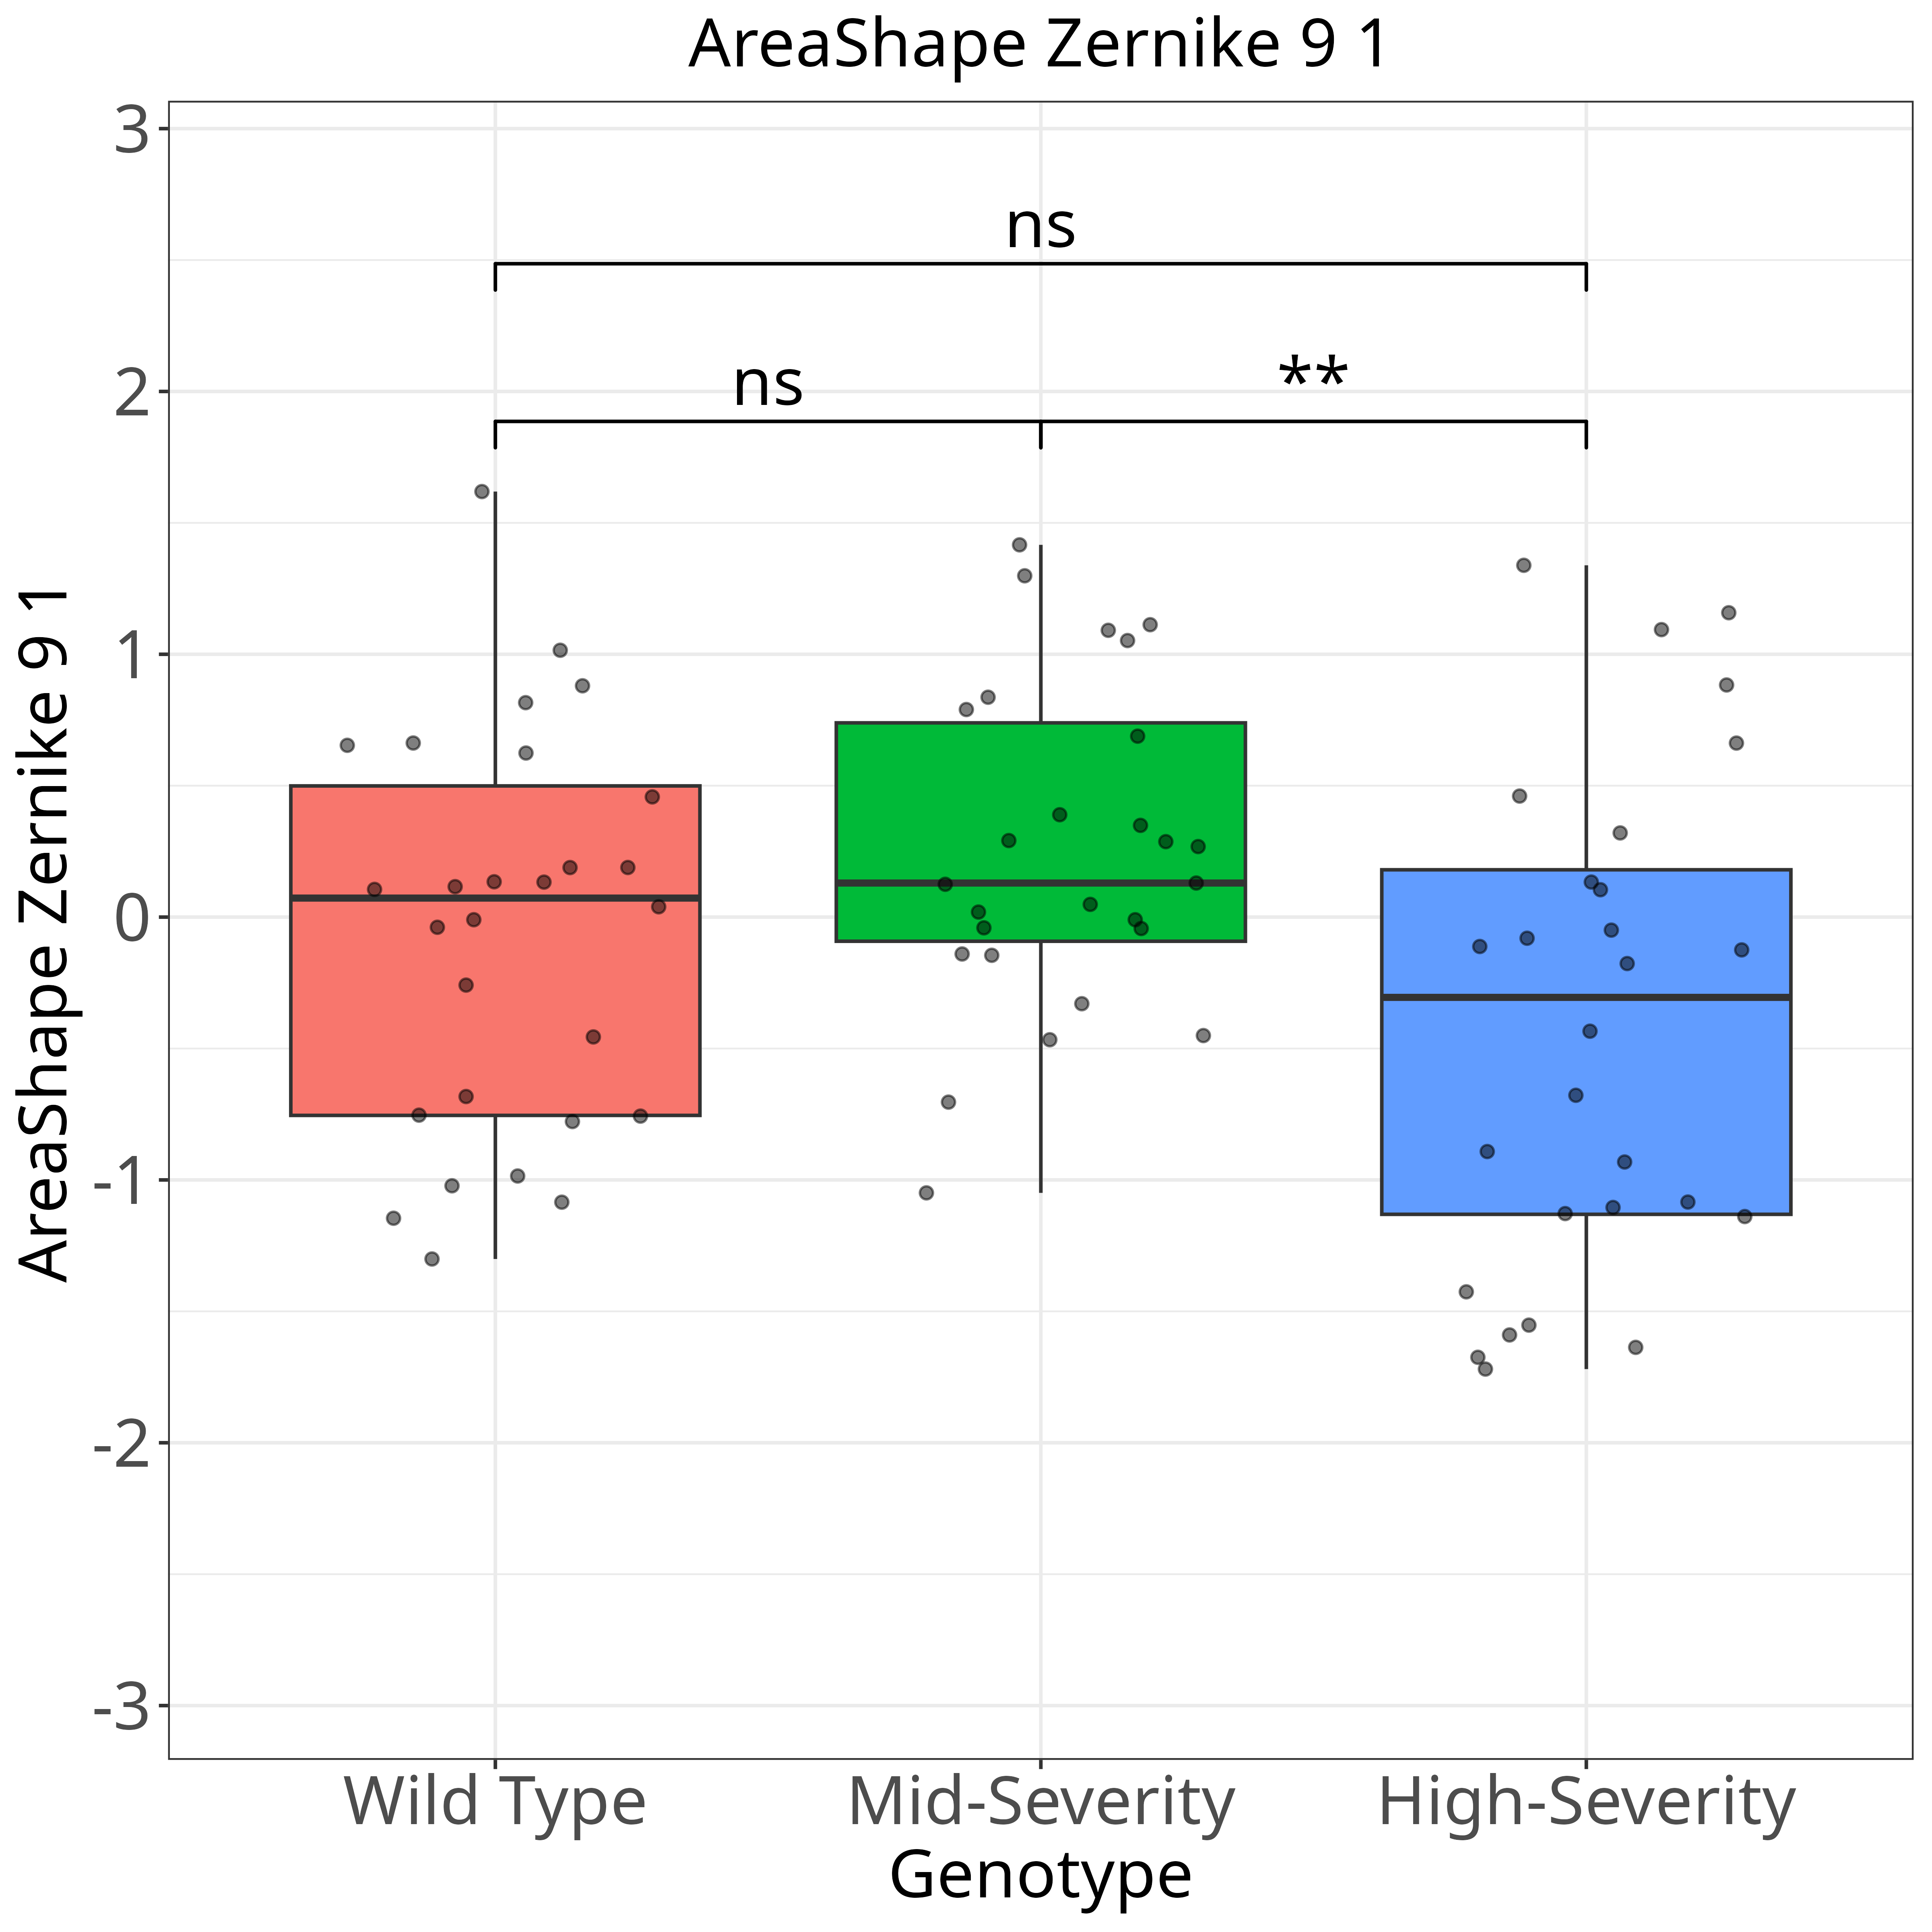 AreaShape Zernike 9 1
AreaShape Zernike 9 1
3
2
1
0
-1
-2
-3
ns
ns
**
Wild Type
Mid-Severity
High-Severity
Genotype